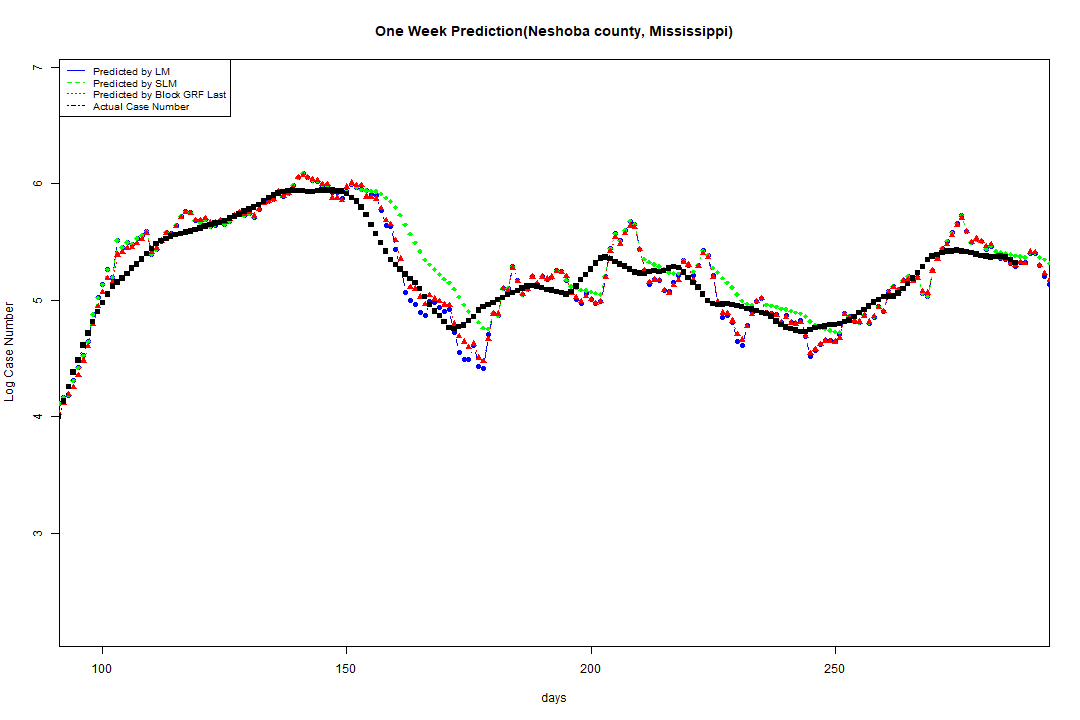 One Week Prediction(Neshoba county, Mississippi)
Predicted by LM
Predicted by SLM
Predicted by Block GRF Last
Actual Case Number
7
6
5
4
3
Log Case Number
100 150 200 250
days